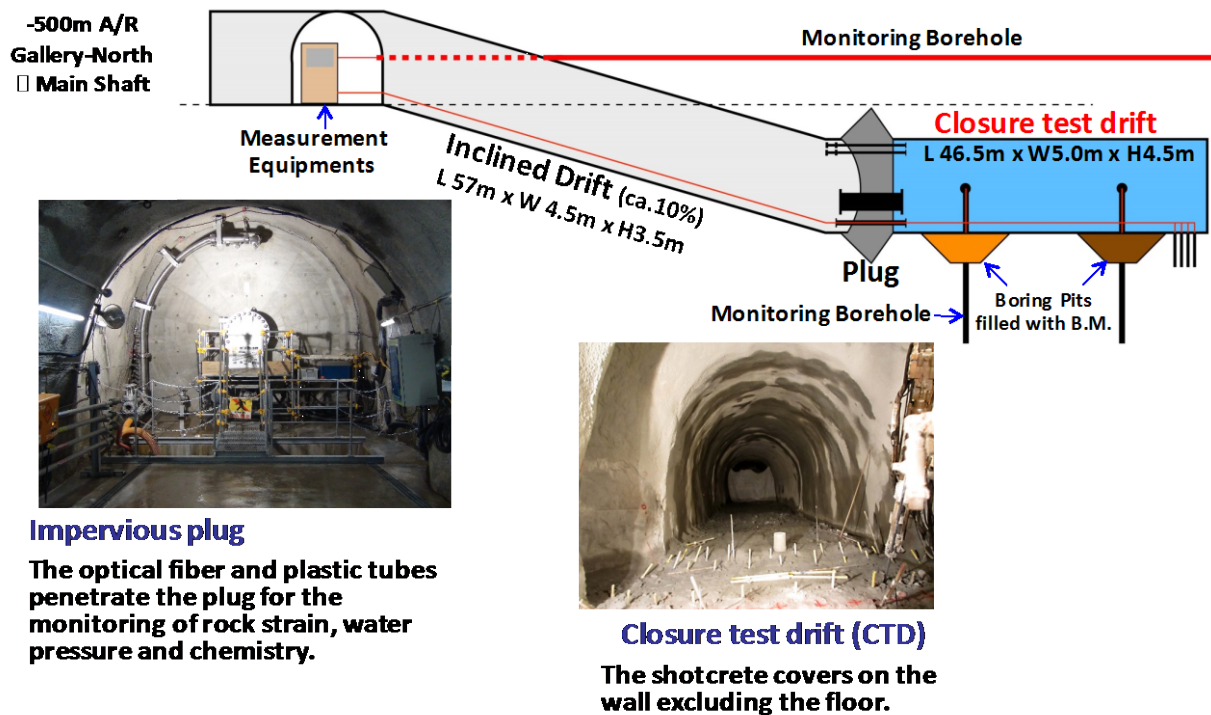 -500m A/R
Gallery-North
▯ Main Shaft
Monitoring Borehole
Measurement
Equipments
Inclined Drift (ca.10%)
L 57m x W 4.5m x H3.5m
Closure test drift
L 46.5m x W5.0m x H4.5m
Plug
Monitoring Borehole
Boring Pits
filled with B.M.
Impervious plug
The optical fiber and plastic tubes
penetrate the plug for the
monitoring of rock strain, water
pressure and chemistry.
Closure test drift (CTD)
The shotcrete covers on the
wall excluding the floor.